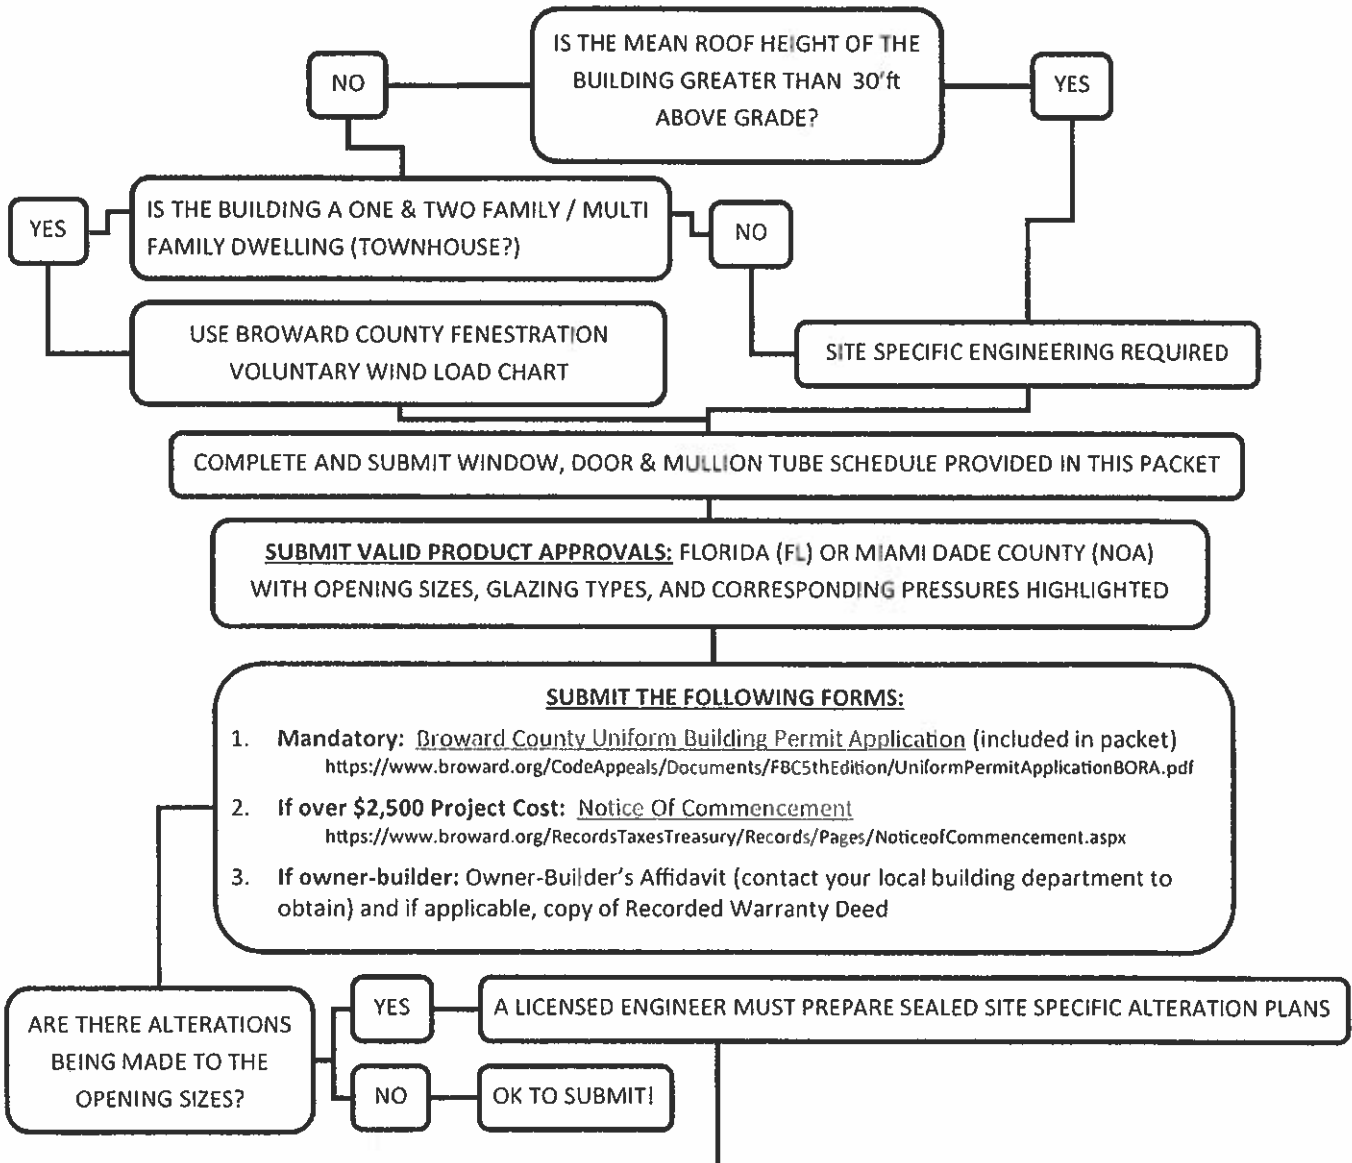 IS THE MEAN ROOF HEIGHT OF THE
BUILDING GREATER THAN 30'ft
ABOVE GRADE?
NO
YES
IS THE BUILDING A ONE & TWO FAMILY / MULTI
FAMILY DWELLING (TOWNHOUSE?)
YES
NO
USE BROWARD COUNTY FENESTRATION
VOLUNTARY WIND LOAD CHART
SITE SPECIFIC ENGINEERING REQUIRED
COMPLETE AND SUBMIT WINDOW, DOOR & MULLION TUBE SCHEDULE PROVIDED IN THIS PACKET
SUBMIT VALID PRODUCT APPROVALS: FLORIDA (FL) OR MIAMI DADE COUNTY (NOA)
WITH OPENING SIZES, GLAZING TYPES, AND CORRESPONDING PRESSURES HIGHLIGHTED
SUBMIT THE FOLLOWING FORMS:
1. Mandatory: Broward County Uniform Building Permit Application (included in packet)
https://www.broward.org/CodeAppeals/Documents/FBC5thEdition/UniformPermitApplicationBORA.pdf
2. If over $2,500 Project Cost: Notice Of Commencement
https://www.broward.org/RecordsTaxesTreasury/Records/Pages/NoticeofCommencement.aspx
3. If owner-builder: Owner-Builder's Affidavit (contact your local building department to
obtain) and if applicable, copy of Recorded Warranty Deed
ARE THERE ALTERATIONS
BEING MADE TO THE
OPENING SIZES?
YES
A LICENSED ENGINEER MUST PREPARE SEALED SITE SPECIFIC ALTERATION PLANS
NO
OK TO SUBMIT!